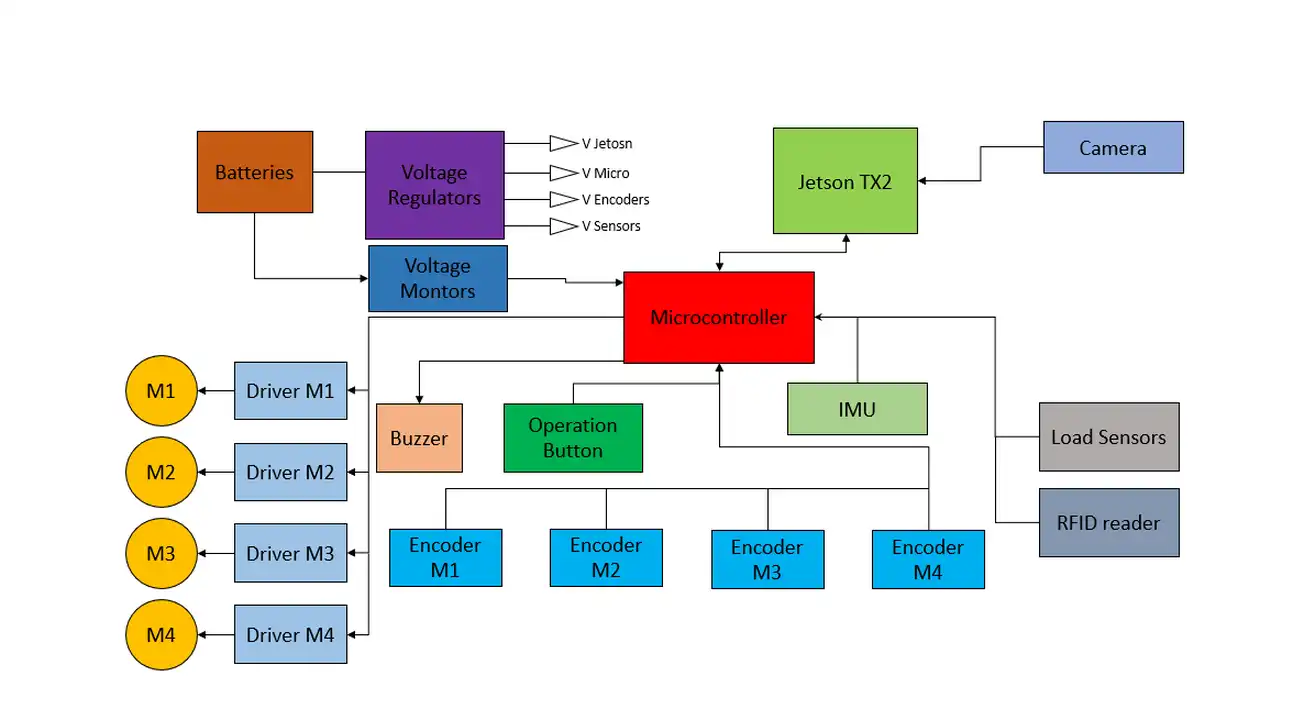 Batteries
Voltage
Regulators
V Jetosn
V Micro
V Encoders
V Sensors
Jetson TX2
Camera
Voltage
Montors
Microcontroller
M1
Driver M1
Buzzer
Operation
Button
IMU
Load Sensors
M2
Driver M2
RFID reader
M3
Driver M3
Encoder
M1
Encoder
M2
Encoder
M3
Encoder
M4
M4
Driver M4